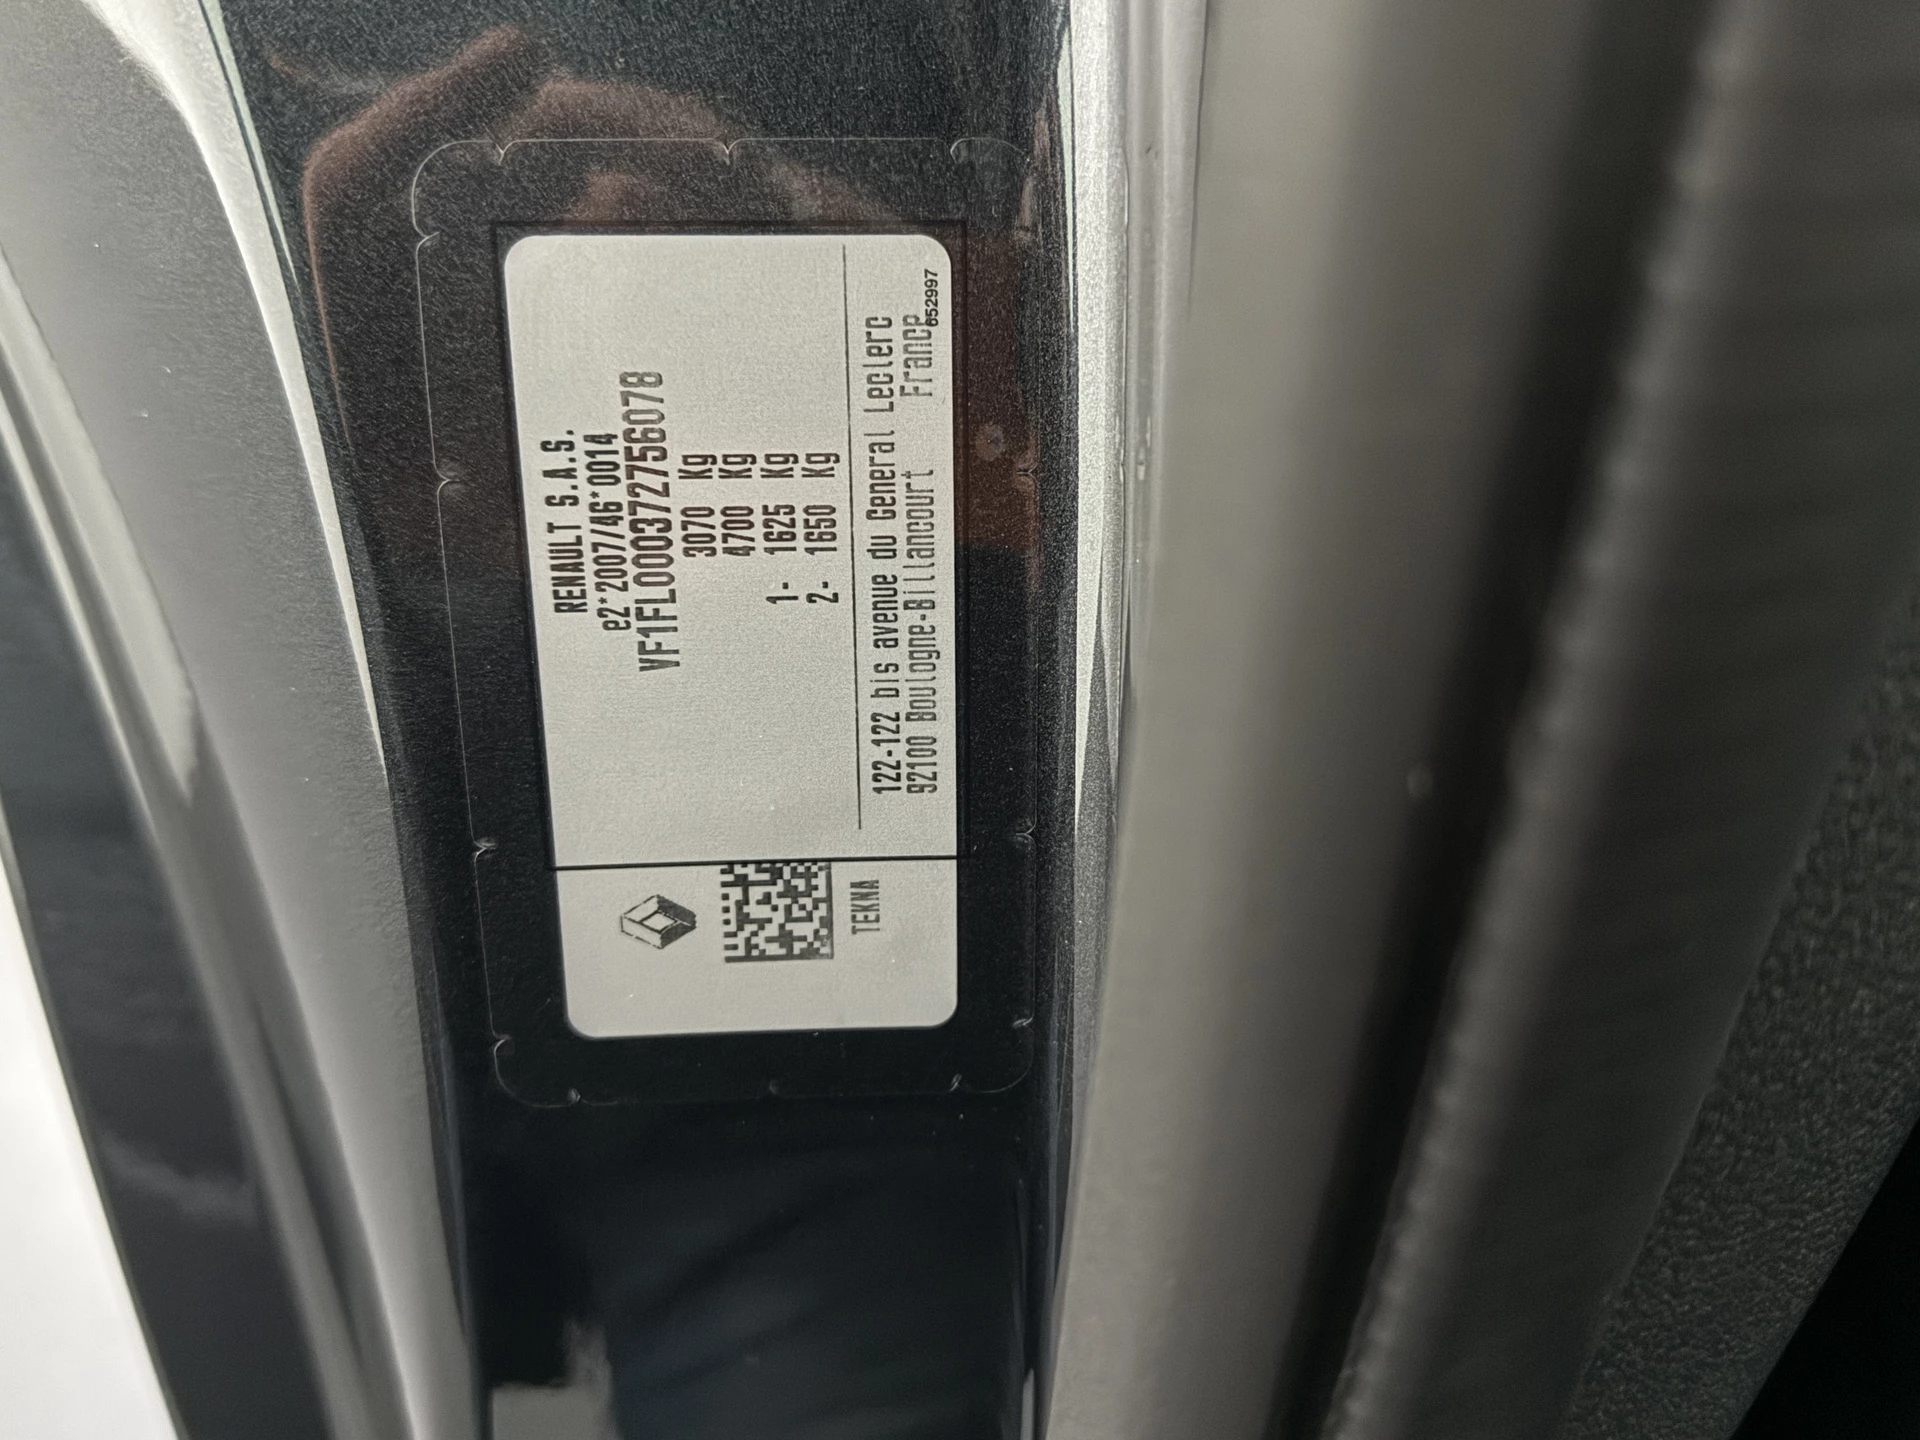 RENAULT S.A.S.
e2*2007/46*0014
VF1FL000372756078
3070 Kg
4700 Kg
1- 1625 Kg
2- 1650 Kg
122-122 bis avenue du General Leclerc
92100 Boulogne-Billancourt France
652997
TEKNA